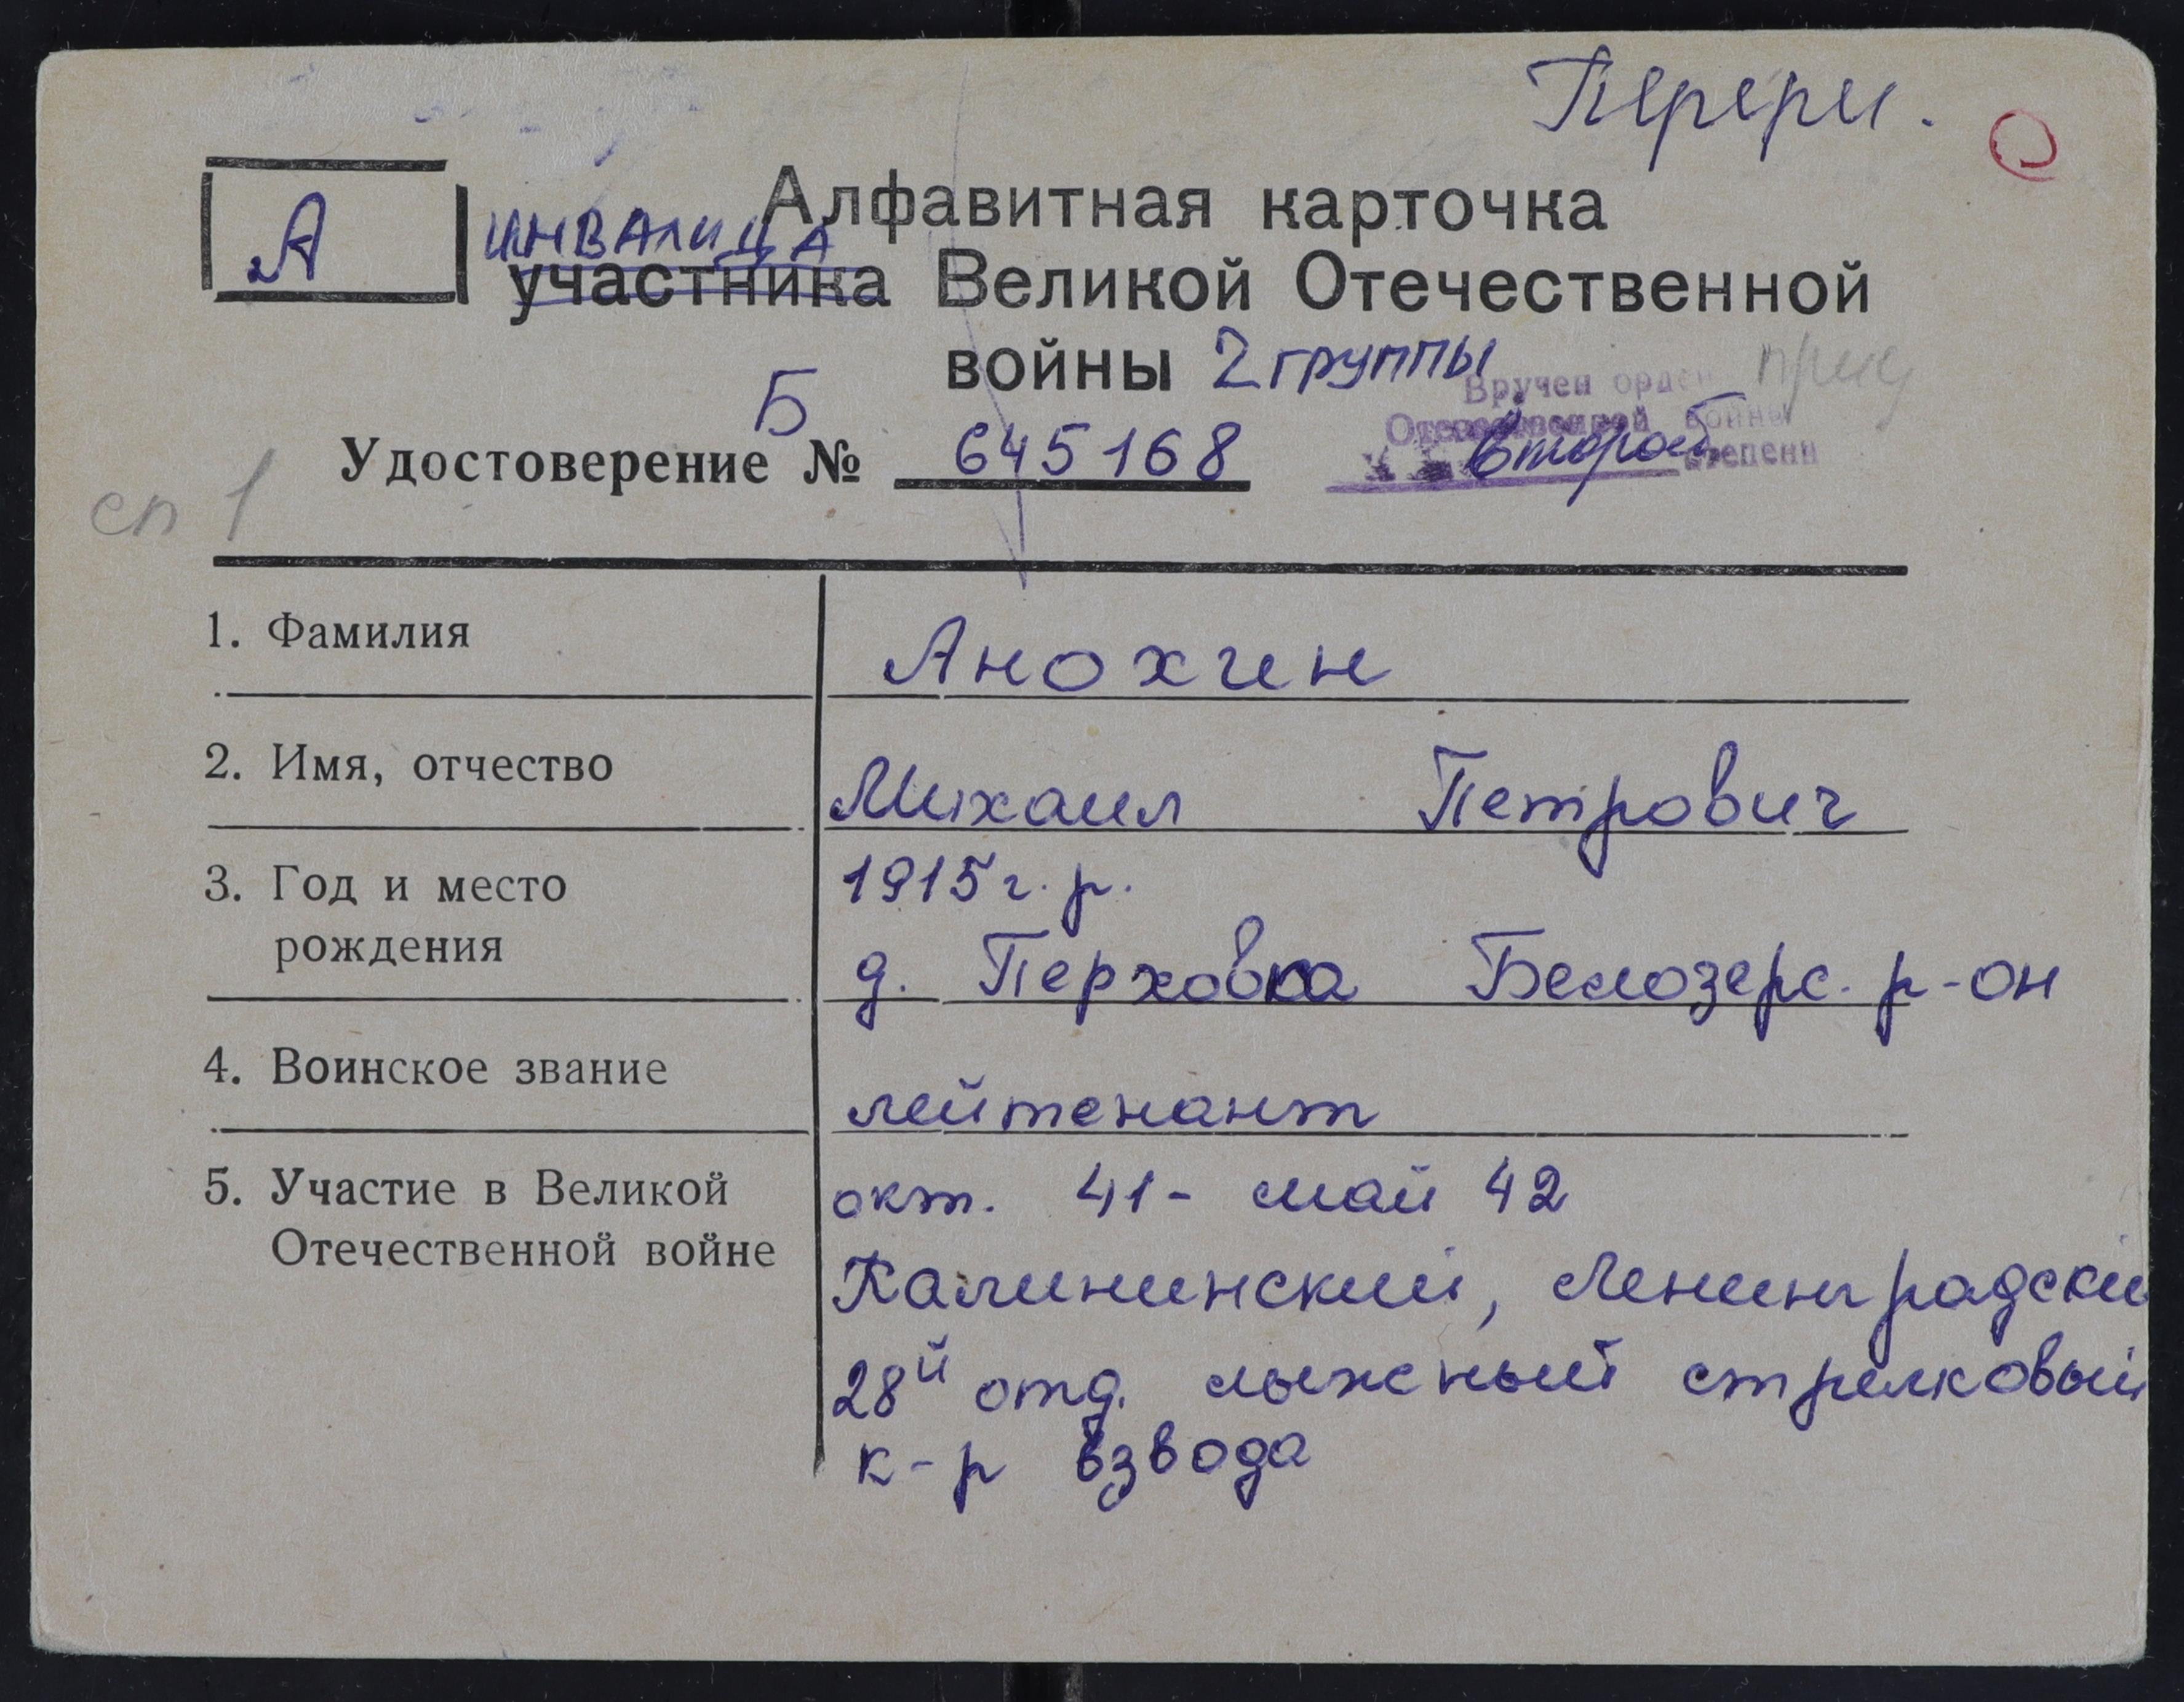 Перерег.
А
Алфавитная карточка
ИНВАЛИДА
участника Великой Отечественной
войны 2 группы
Вручен орден
Отечественной войны
второй степени
Б
Удостоверение № 645168
сп 1
1. Фамилия Анохин
2. Имя, отчество Михаил Петрович
3. Год и место рождения 1915 г. р.
д. Перховка Белозерс. р-он
4. Воинское звание лейтенант
5. Участие в Великой Отечественной войне окт. 41 - май 42
Калининский, Ленинградски
28й отд. лыжный стрелковый
к-р взвода